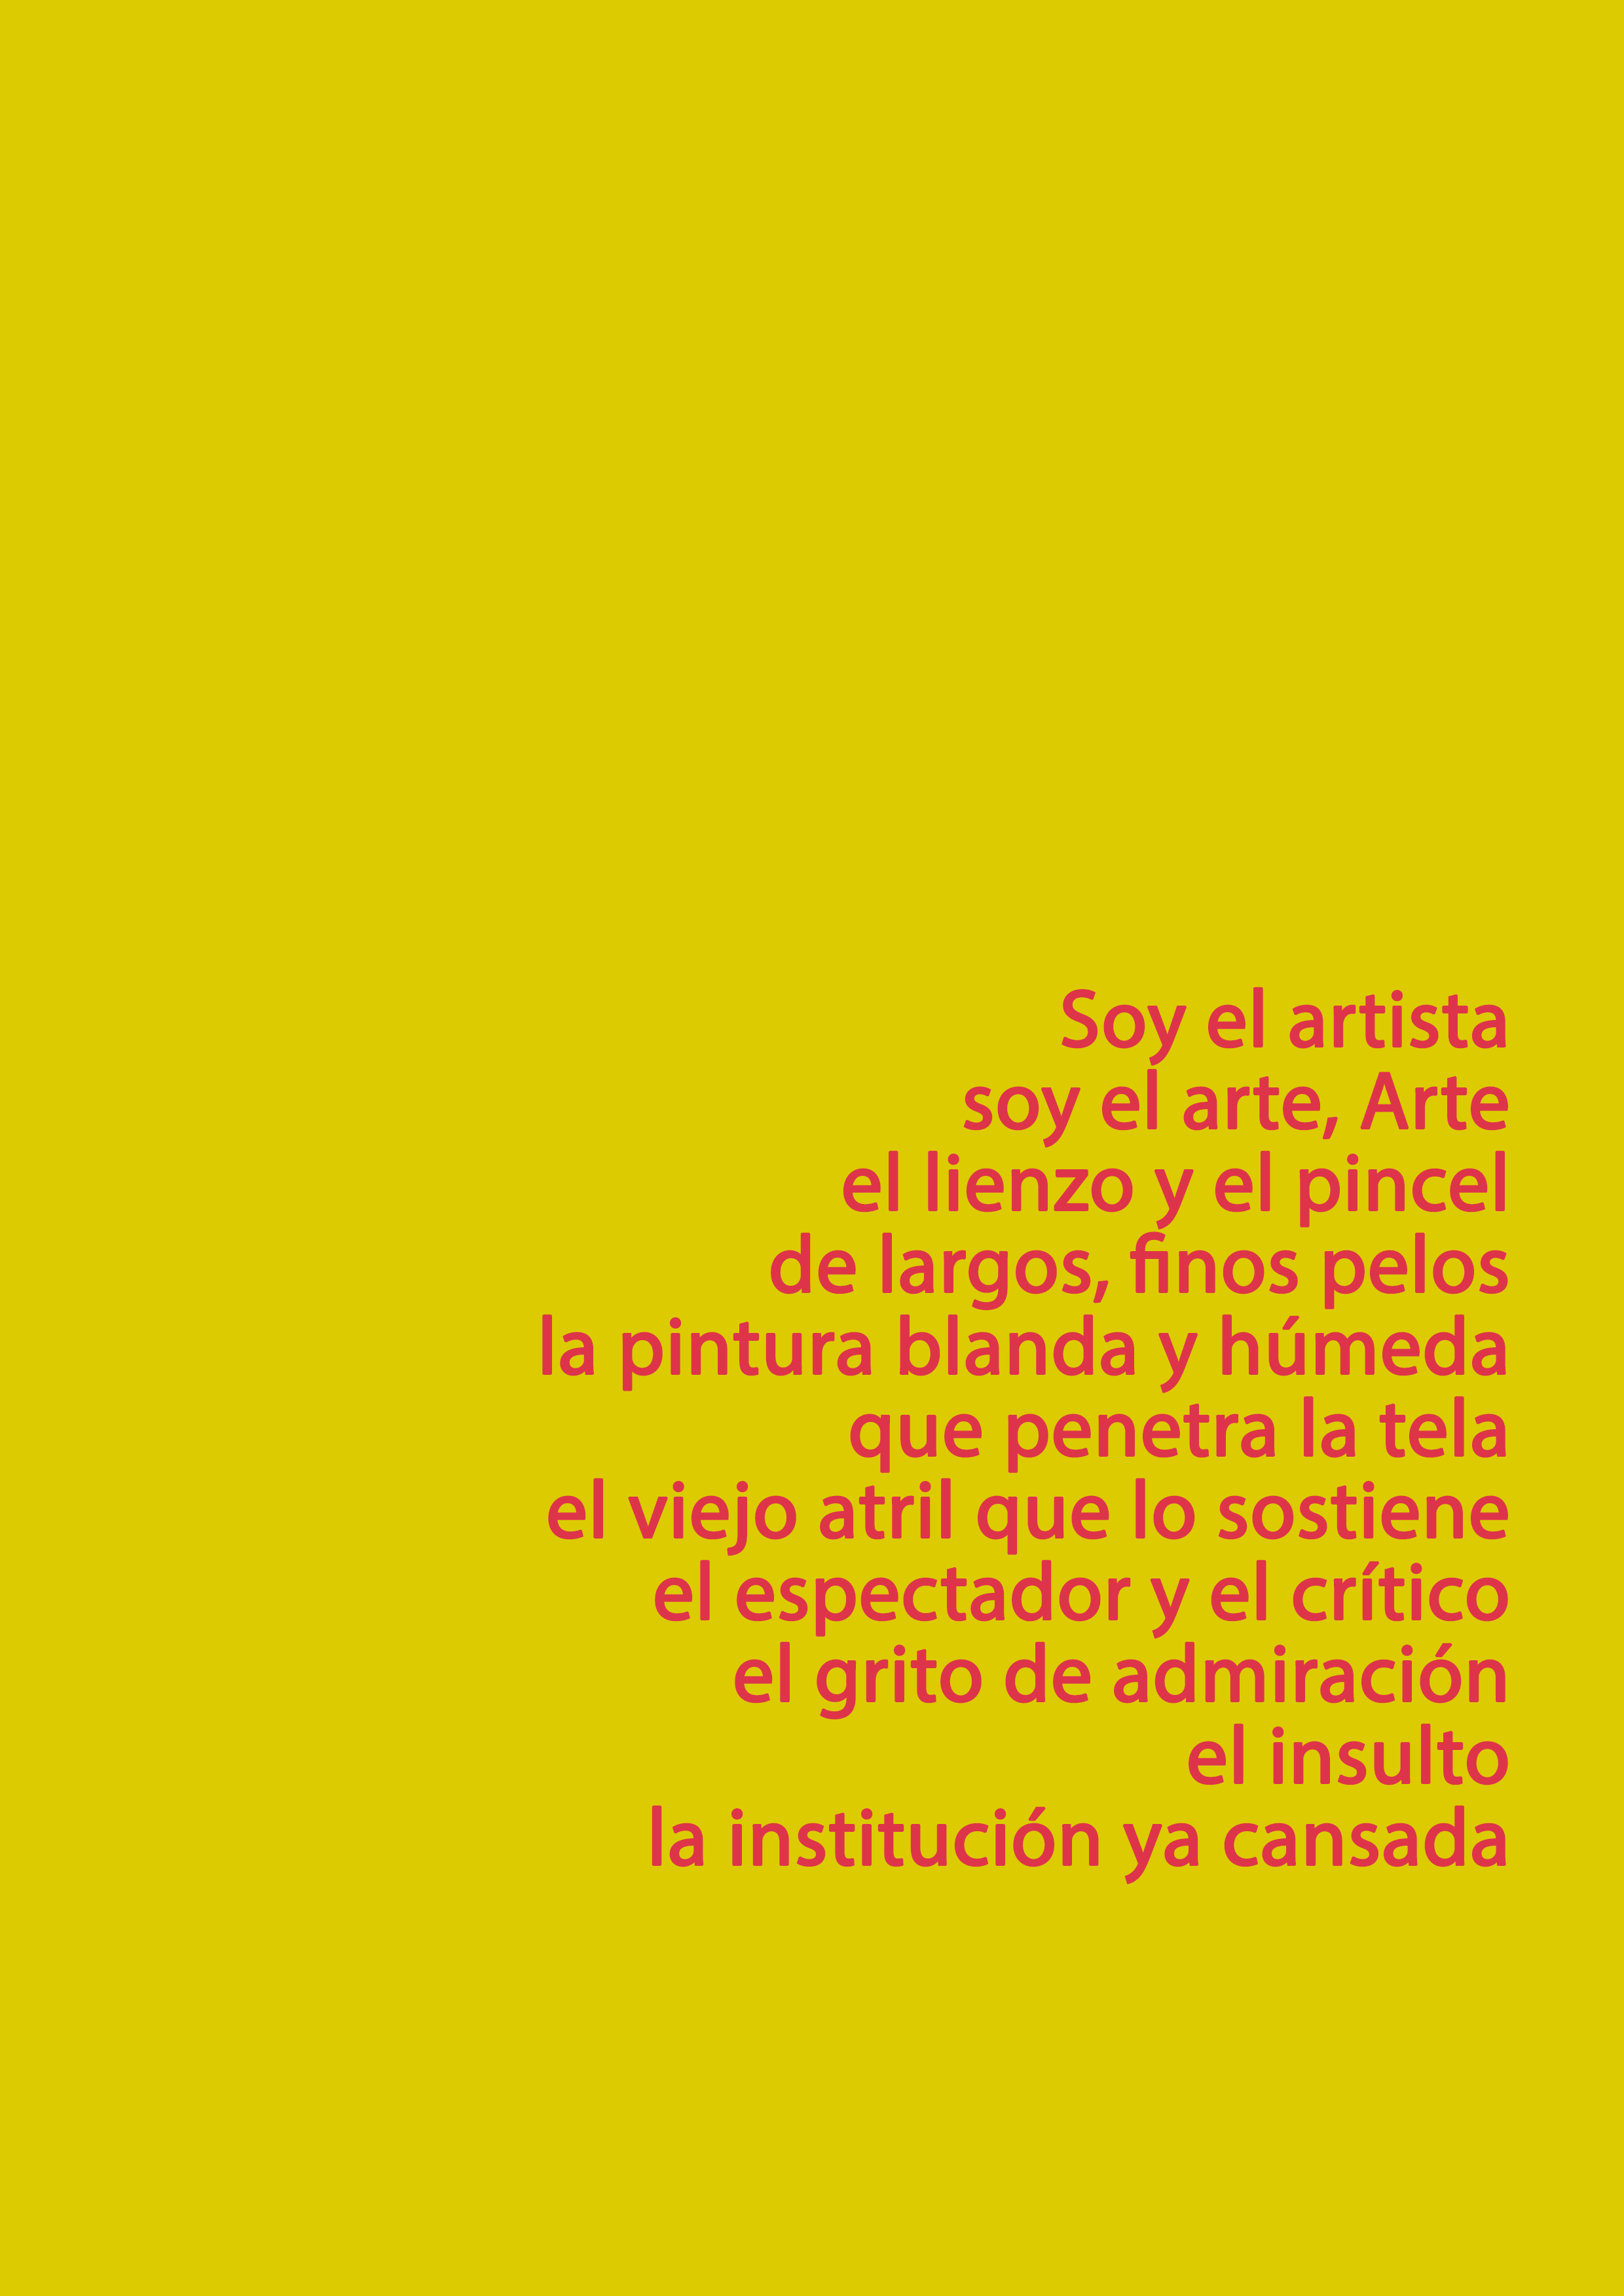 Soy el artista
soy el arte, Arte
el lienzo y el pincel
de largos, finos pelos
la pintura blanda y húmeda
que penetra la tela
el viejo atril que lo sostiene
el espectador y el crítico
el grito de admiración
el insulto
la institución ya cansada